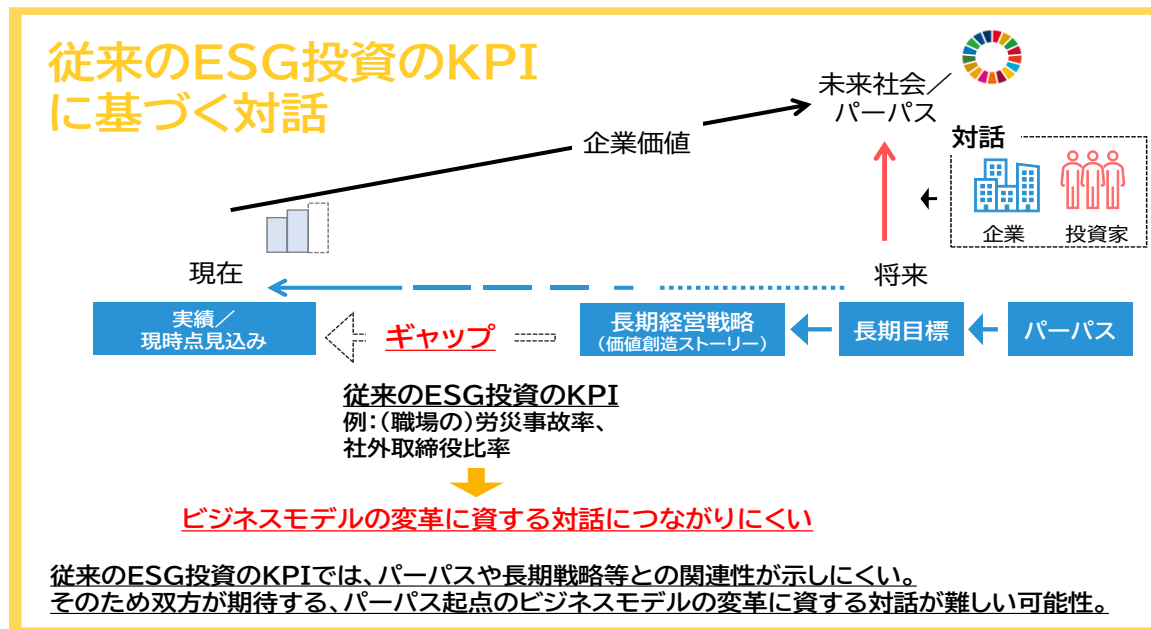 従来のESG投資のKPI
に基づく対話
未来社会／
パーパス
対話
企業価値
企業
投資家
現在
将来
実績／
現時点見込み
ギャップ
長期経営戦略
（価値創造ストーリー）
長期目標
パーパス
従来のESG投資のKPI
例：（職場の）労災事故率、
社外取締役比率
ビジネスモデルの変革に資する対話につながりにくい
従来のESG投資のKPIでは、パーパスや長期戦略等との関連性が示しにくい。
そのため双方が期待する、パーパス起点のビジネスモデルの変革に資する対話が難しい可能性。